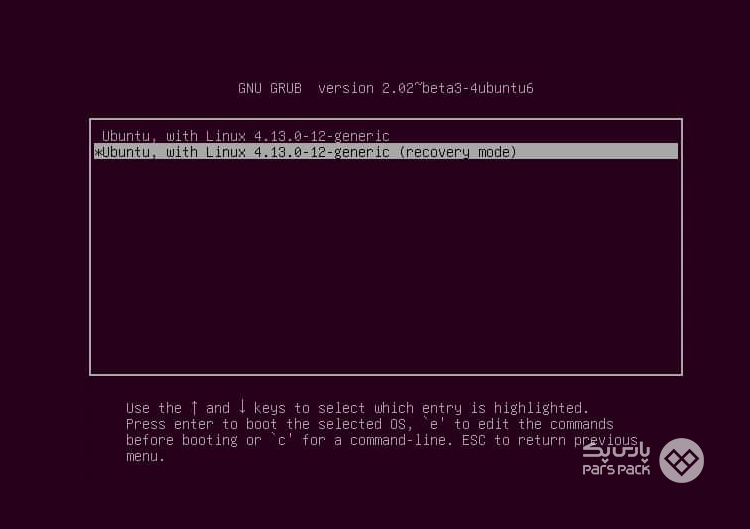 GNU GRUB  version 2.02~beta3-4ubuntu6
Ubuntu, with Linux 4.13.0-12-generic
*Ubuntu, with Linux 4.13.0-12-generic (recovery mode)
Use the ↑ and ↓ keys to select which entry is highlighted.
Press enter to boot the selected OS, `e' to edit the commands
before booting or `c' for a command-line. ESC to return previous
menu.
پارس‌پک
PARS PACK